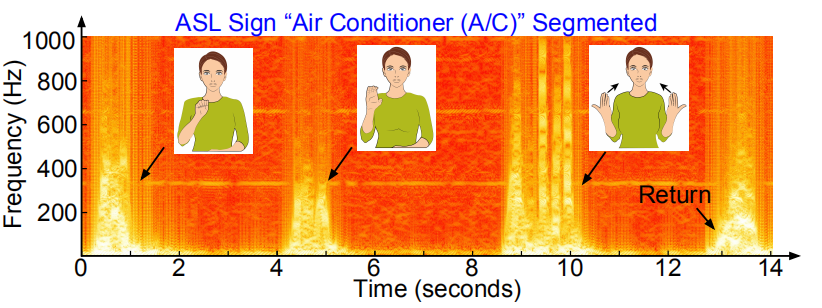 ASL Sign “Air Conditioner (A/C)” Segmented
1000
800
600
400
200
Frequency (Hz)
Return
0 2 4 6 8 10 12 14
Time (seconds)